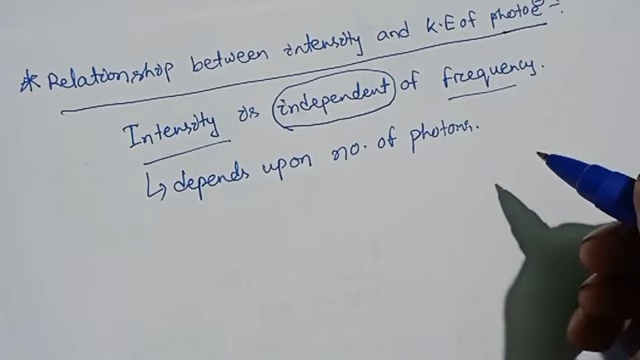 * Relationship between intensity and K.E of photoe⁻ :-
Intensity is independent of frequency.
↳ depends upon no. of photons.